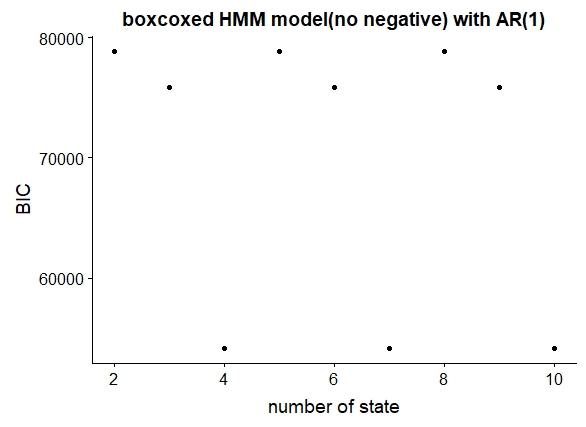 boxcoxed HMM model(no negative) with AR(1)
80000
70000
60000
BIC
2 4 6 8 10
number of state